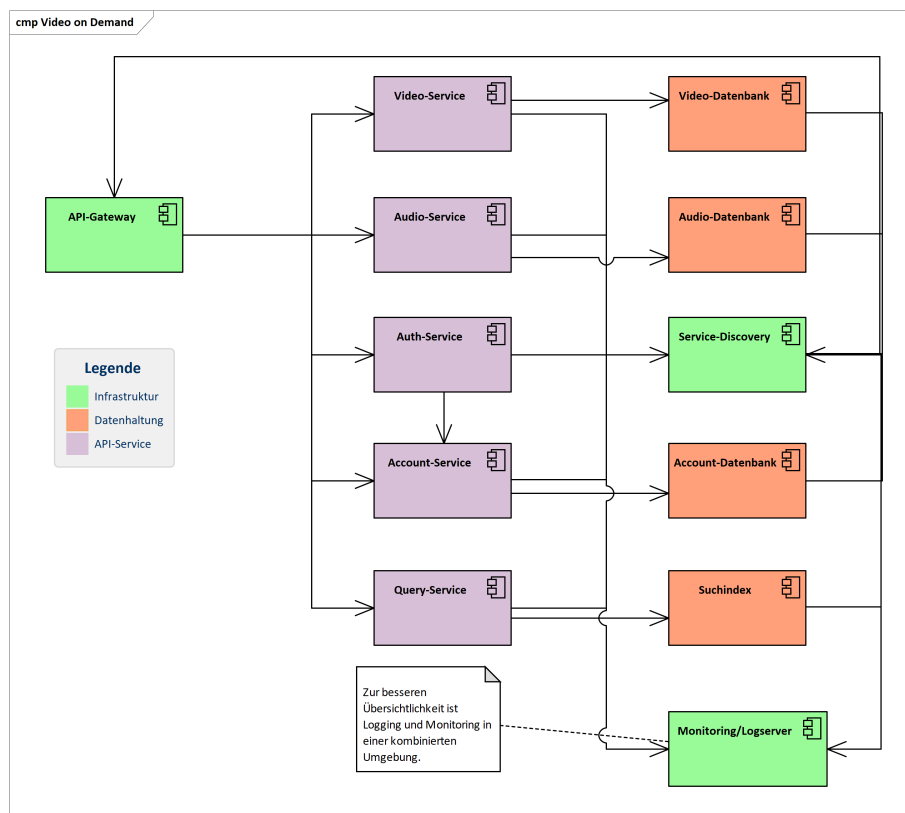 cmp Video on Demand
Video-Service
Video-Datenbank
API-Gateway
Audio-Service
Audio-Datenbank
Auth-Service
Service-Discovery
Legende
Infrastruktur
Datenhaltung
API-Service
Account-Service
Account-Datenbank
Query-Service
Suchindex
Zur besseren
Übersichtlichkeit ist
Logging und Monitoring in
einer kombinierten
Umgebung.
Monitoring/Logserver